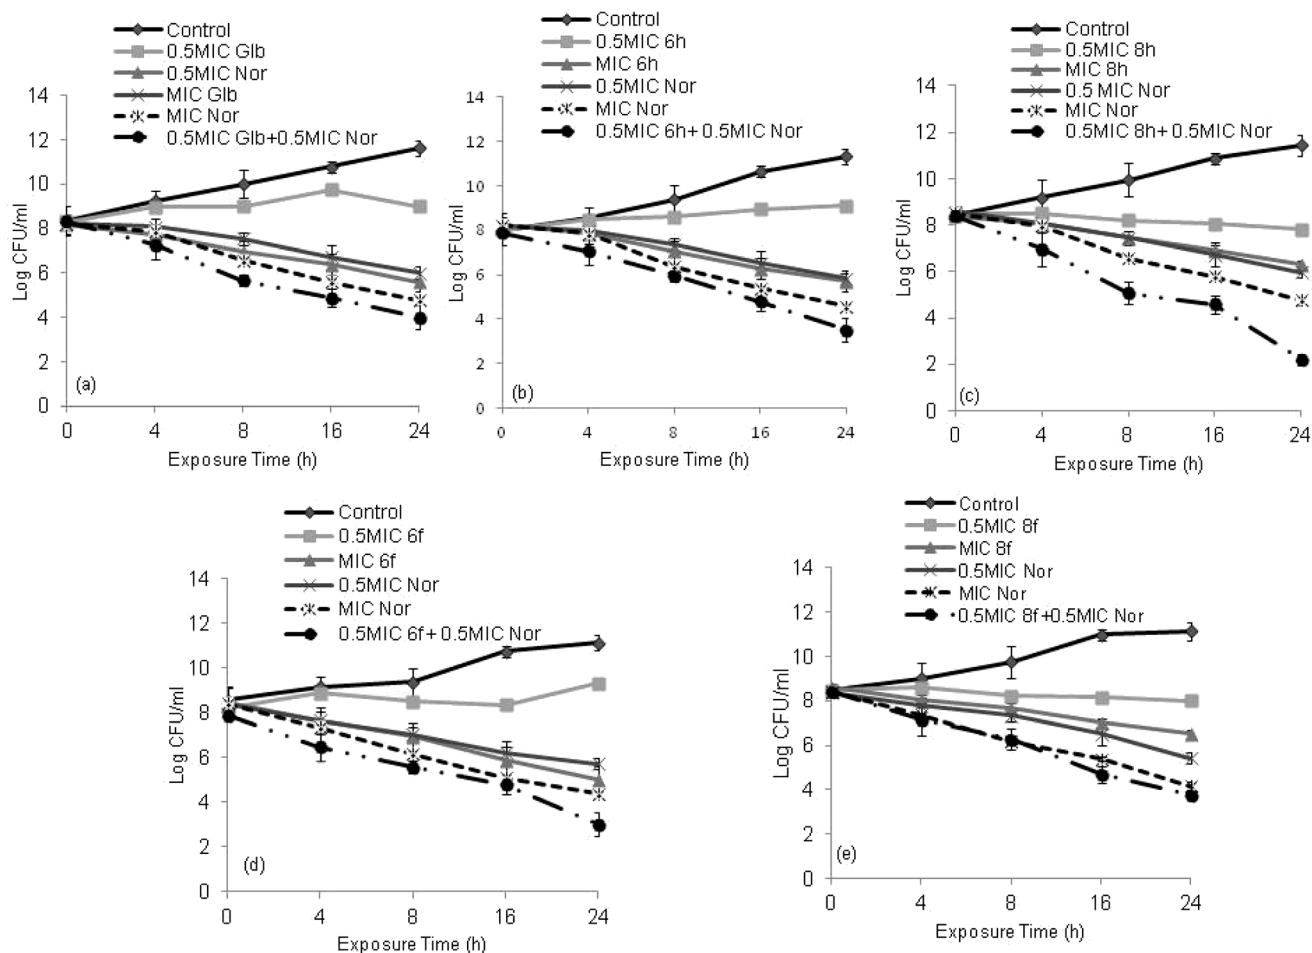 Control
0.5MIC Glb
0.5MIC Nor
MIC Glb
MIC Nor
0.5MIC Glb+0.5MIC Nor
14
12
10
8
6
4
2
0
Log CFU/ml
(a)
0
4
8
16
24
Exposure Time (h)
Control
0.5MIC 6h
MIC 6h
0.5MIC Nor
MIC Nor
0.5MIC 6h+ 0.5MIC Nor
14
12
10
8
6
4
2
0
Log CFU/ml
(b)
0
4
8
16
24
Exposure Time (h)
Control
0.5MIC 8h
MIC 8h
0.5 MIC Nor
MIC Nor
0.5MIC 8h+ 0.5MIC Nor
14
12
10
8
6
4
2
0
Log CFU/ml
(c)
0
4
8
16
24
Exposure Time (h)
Control
0.5MIC 6f
MIC 6f
0.5MIC Nor
MIC Nor
0.5MIC 6f+ 0.5MIC Nor
14
12
10
8
6
4
2
0
Log CFU/ml
(d)
0
4
8
16
24
Exposure Time (h)
Control
0.5MIC 8f
MIC 8f
0.5MIC Nor
MIC Nor
0.5MIC 8f+0.5MIC Nor
14
12
10
8
6
4
2
0
Log CFU/ml
(e)
0
4
8
16
24
Exposure Time (h)